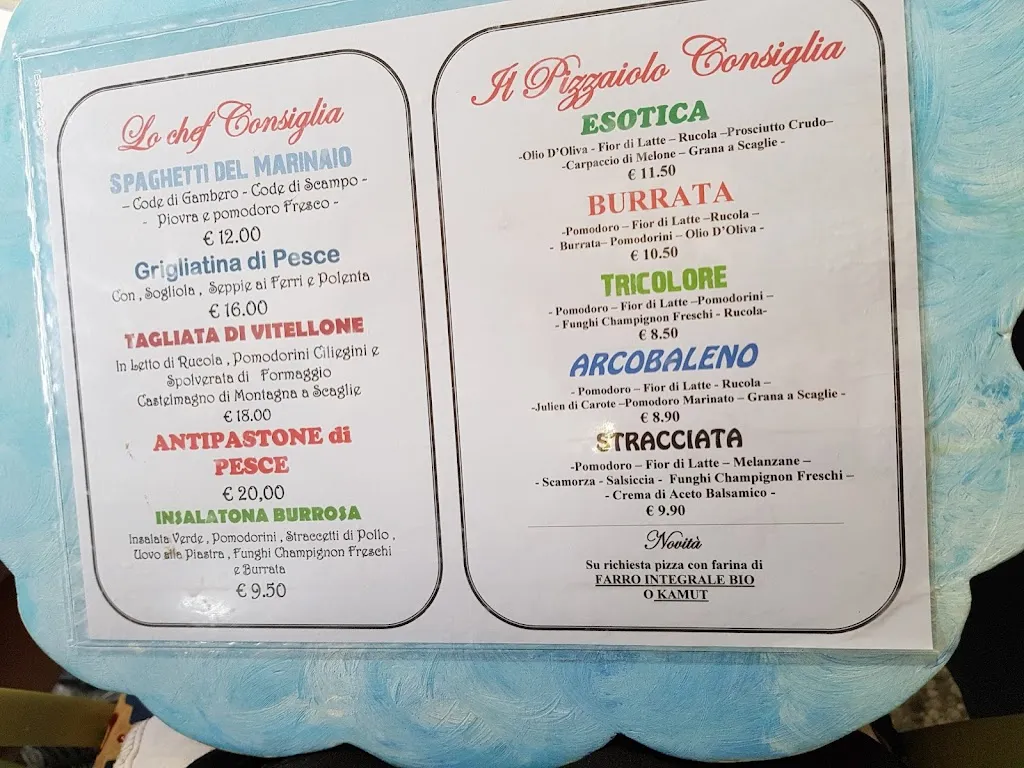 Lo chef Consiglia
SPAGHETTI DEL MARINAIO
– Code di Gambero - Code di Scampo -
- Piovra e pomodoro Fresco -
€ 12.00
Grigliatina di Pesce
Con , Sogliola , Seppie ai Ferri e Polenta
€ 16.00
TAGLIATA DI VITELLONE
In Letto di Rucola , Pomodorini Ciliegini e
Spolverata di Formaggio
Castelmagno di Montagna a Scaglie
€ 18.00
ANTIPASTONE di
PESCE
€ 20,00
INSALATONA BURROSA
Insalata Verde , Pomodorini , Straccetti di Pollo ,
Uovo alla Piastra , Funghi Champignon Freschi
e Burrata
€ 9.50
Il Pizzaiolo Consiglia
ESOTICA
-Olio D'Oliva - Fior di Latte – Rucola –Prosciutto Crudo–
-Carpaccio di Melone – Grana a Scaglie -
€ 11.50
BURRATA
-Pomodoro – Fior di Latte –Rucola –
- Burrata– Pomodorini – Olio D'Oliva -
€ 10.50
TRICOLORE
- Pomodoro – Fior di Latte –Pomodorini –
- Funghi Champignon Freschi - Rucola-
€ 8.50
ARCOBALENO
- Pomodoro – Fior di Latte - Rucola –
-Julien di Carote –Pomodoro Marinato – Grana a Scaglie -
€ 8.90
STRACCIATA
-Pomodoro – Fior di Latte – Melanzane –
- Scamorza - Salsiccia - Funghi Champignon Freschi –
- Crema di Aceto Balsamico -
€ 9.90
Novità
Su richiesta pizza con farina di
FARRO INTEGRALE BIO
O KAMUT